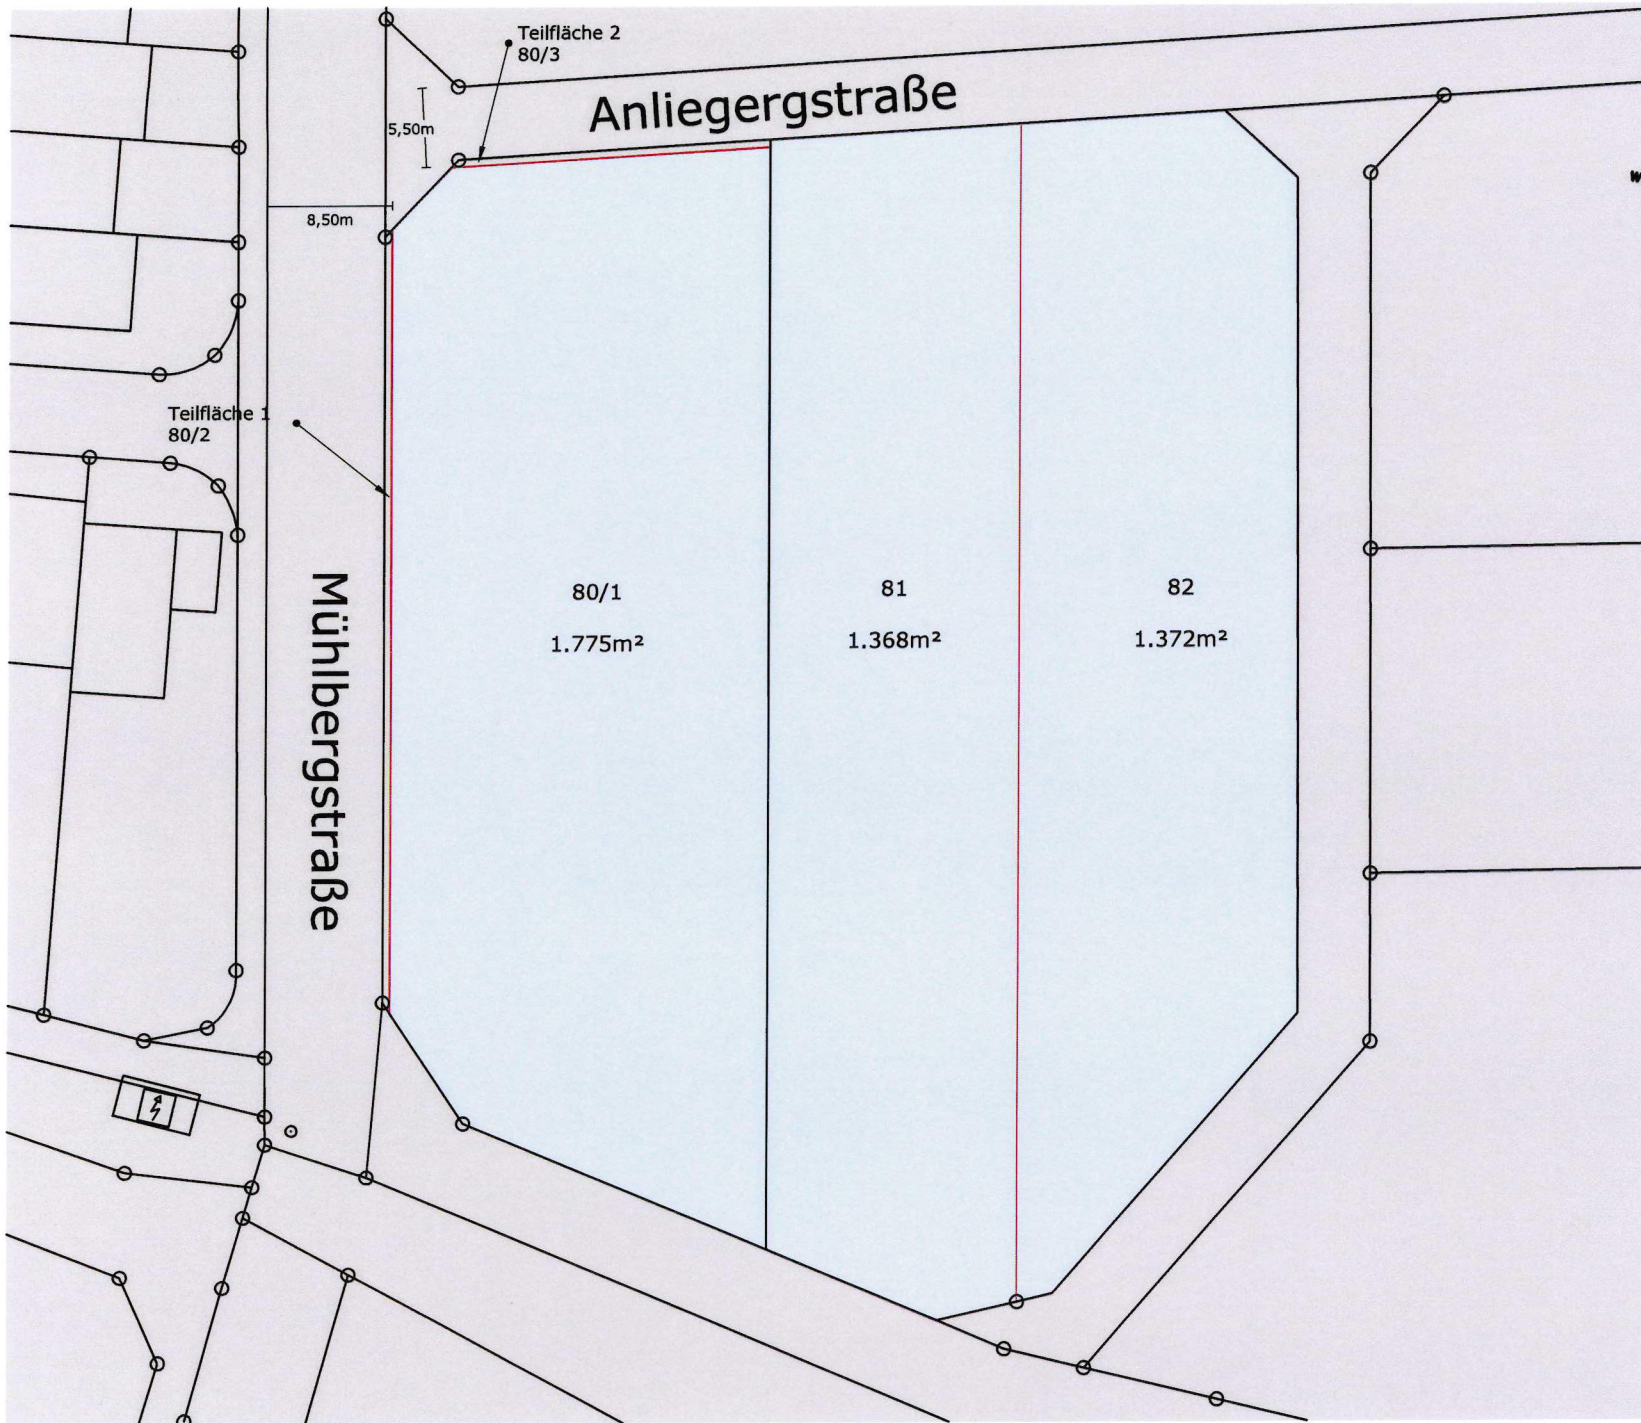 Teilfläche 2
80/3
Anliegergstraße
5,50m
8,50m
Teilfläche 1
80/2
Mühlbergstraße
80/1
1.775m²
81
1.368m²
82
1.372m²